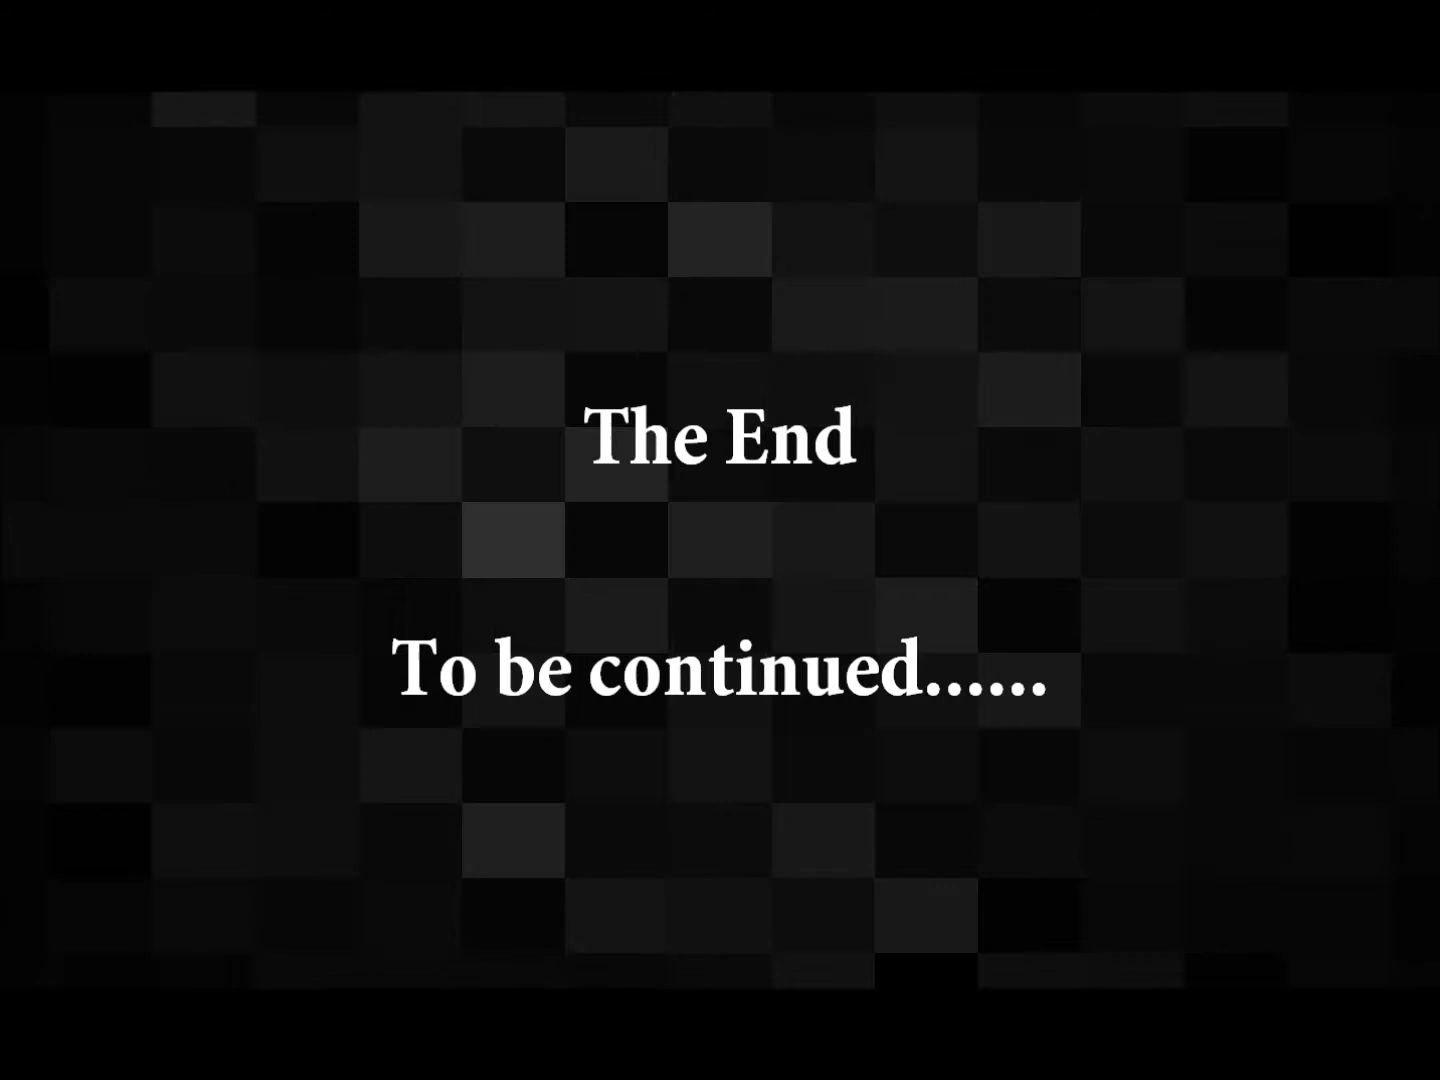 The End
To be continued......